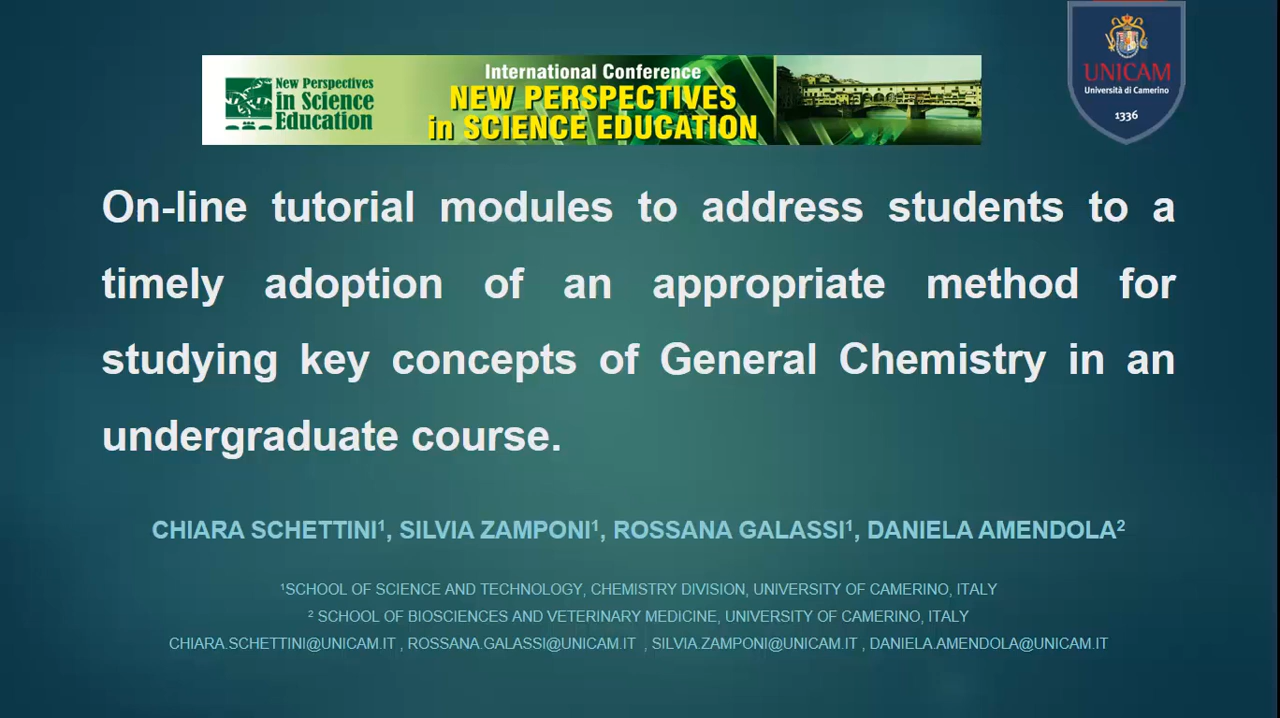 New Perspectives
in Science
Education
International Conference
NEW PERSPECTIVES
in SCIENCE EDUCATION
UNICAM
Università di Camerino
1336
On-line tutorial modules to address students to a
timely adoption of an appropriate method for
studying key concepts of General Chemistry in an
undergraduate course.
CHIARA SCHETTINI¹, SILVIA ZAMPONI¹, ROSSANA GALASSI¹, DANIELA AMENDOLA²
¹SCHOOL OF SCIENCE AND TECHNOLOGY, CHEMISTRY DIVISION, UNIVERSITY OF CAMERINO, ITALY
² SCHOOL OF BIOSCIENCES AND VETERINARY MEDICINE, UNIVERSITY OF CAMERINO, ITALY
CHIARA.SCHETTINI@UNICAM.IT , ROSSANA.GALASSI@UNICAM.IT , SILVIA.ZAMPONI@UNICAM.IT , DANIELA.AMENDOLA@UNICAM.IT